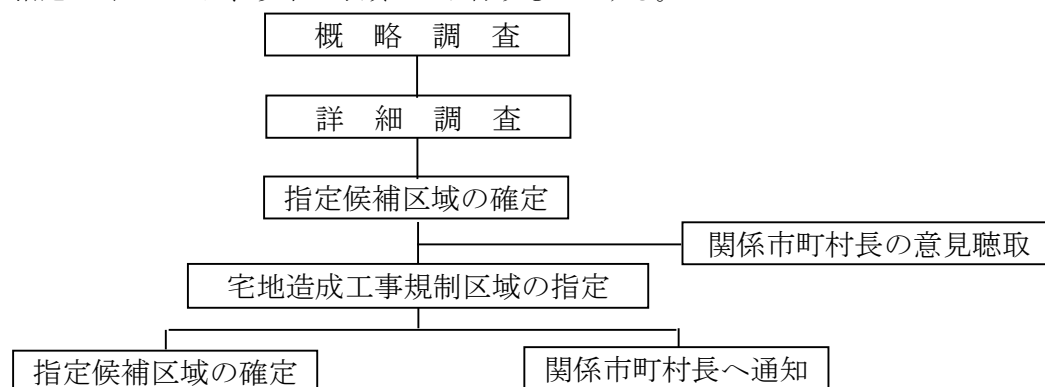 概略調査
詳細調査
指定候補区域の確定
関係市町村長の意見聴取
宅地造成工事規制区域の指定
指定候補区域の確定
関係市町村長へ通知